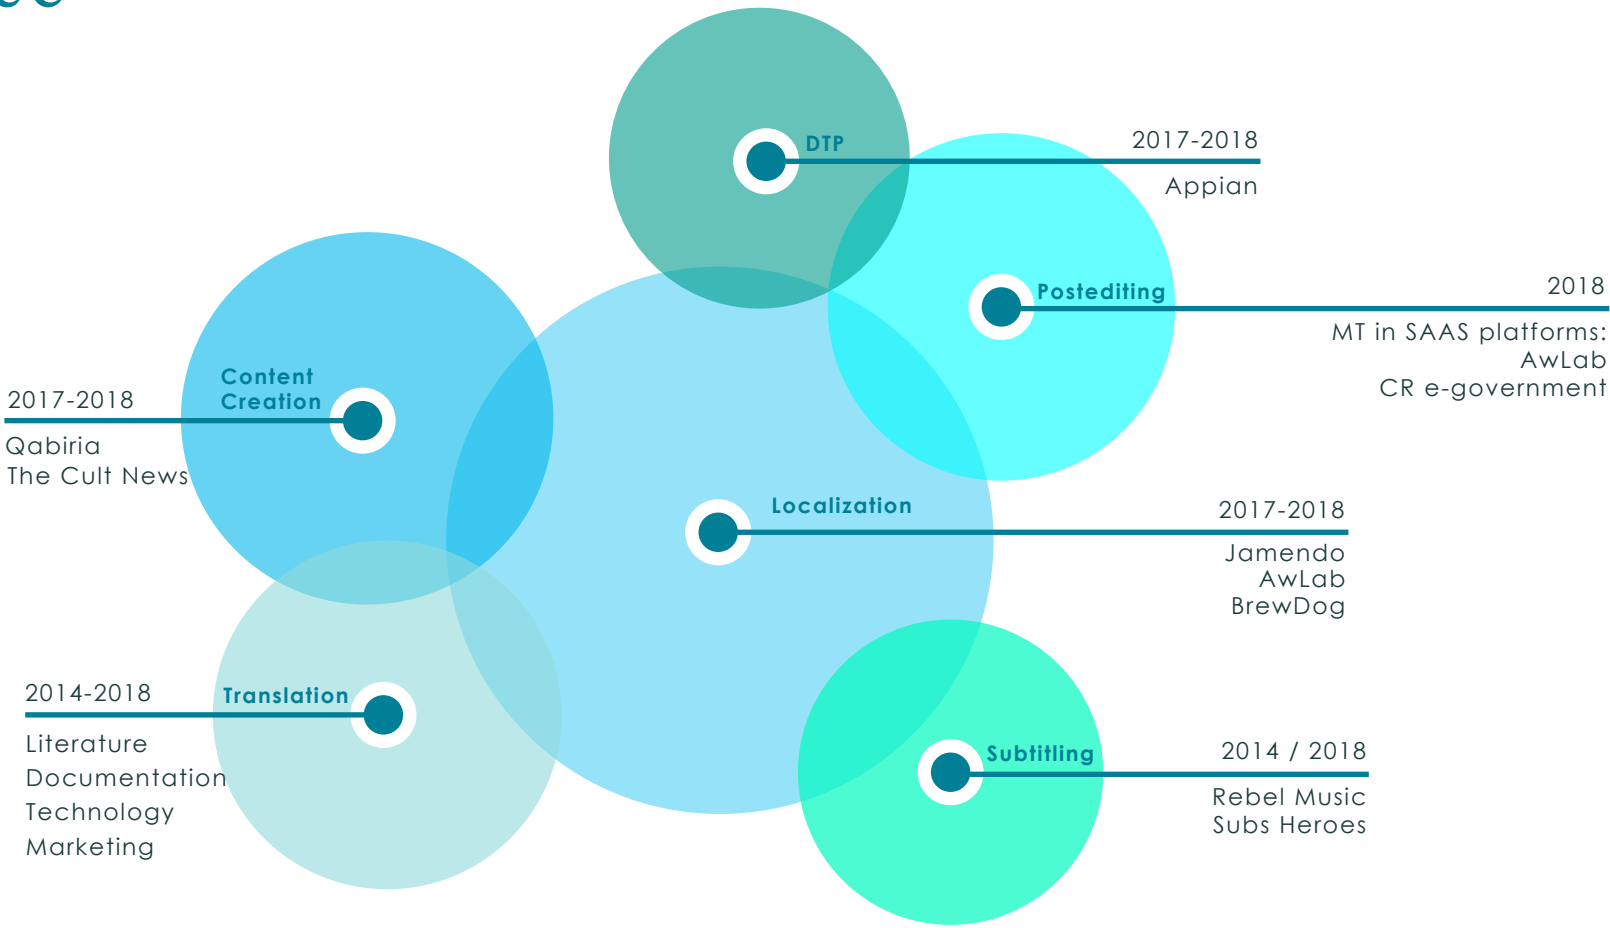 DTP
2017-2018
Appian
Postediting
2018
MT in SAAS platforms:
AwLab
CR e-government
Content
Creation
2017-2018
Qabiria
The Cult News
Localization
2017-2018
Jamendo
AwLab
BrewDog
Translation
2014-2018
Literature
Documentation
Technology
Marketing
Subtitling
2014 / 2018
Rebel Music
Subs Heroes